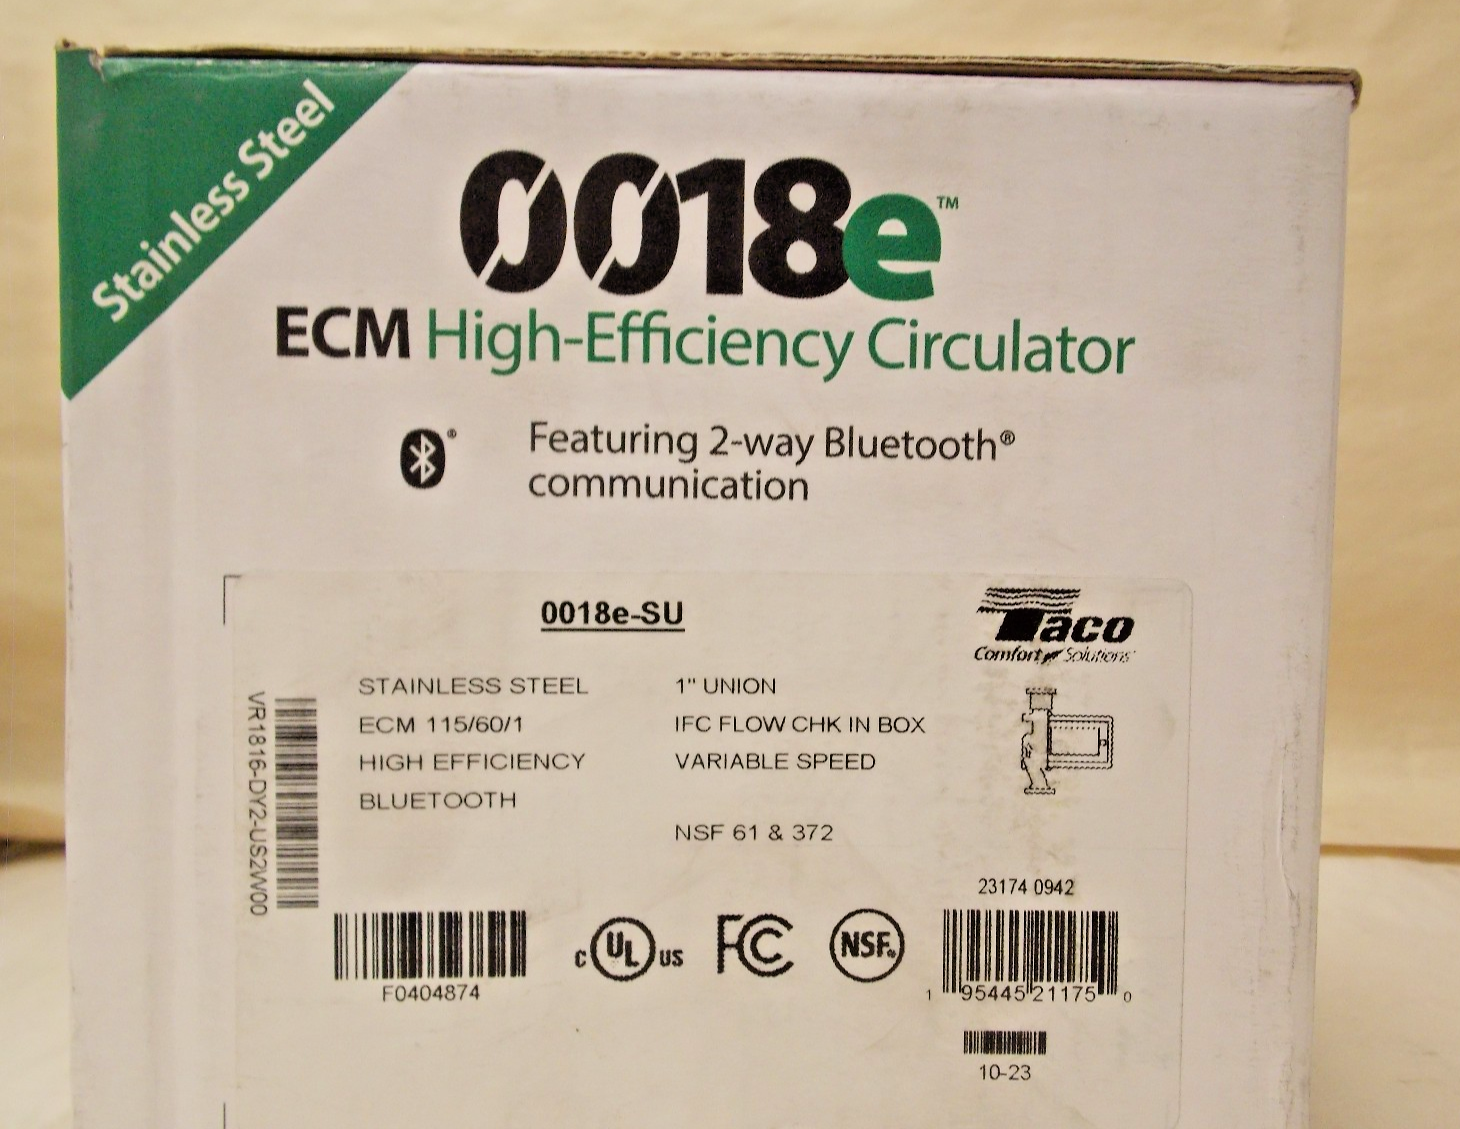 Stainless Steel
0018e™
ECM High-Efficiency Circulator
Featuring 2-way Bluetooth®
communication
0018e-SU
Taco
Comfort Solutions
STAINLESS STEEL 1" UNION
ECM 115/60/1 IFC FLOW CHK IN BOX
HIGH EFFICIENCY VARIABLE SPEED
BLUETOOTH
NSF 61 & 372
VR1816-DY2-US2W00
23174 0942
F0404874
C UL US FC NSF®
1 95445 21175 0
10-23